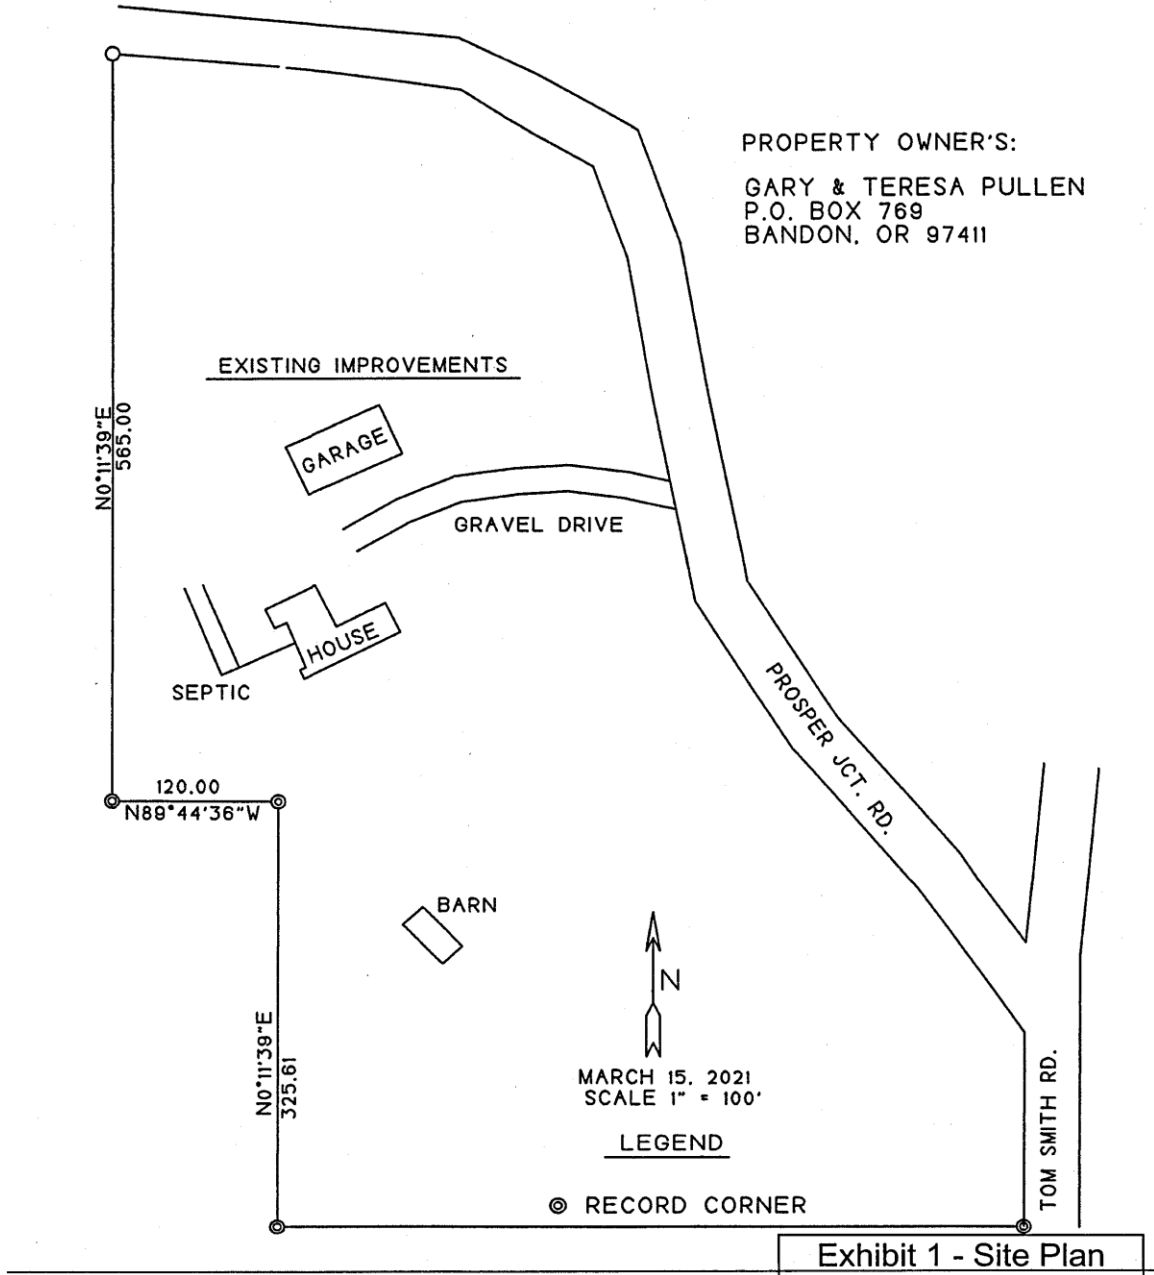 PROPERTY OWNER'S:
GARY & TERESA PULLEN
P.O. BOX 769
BANDON, OR 97411
EXISTING IMPROVEMENTS
GARAGE
N0°11'39"E
565.00
GRAVEL DRIVE
HOUSE
SEPTIC
PROSPER JCT. RD.
120.00
N89°44'36"W
BARN
N
N0°11'39"E
325.61
MARCH 15, 2021
SCALE 1" = 100'
TOM SMITH RD.
LEGEND
RECORD CORNER
Exhibit 1 - Site Plan